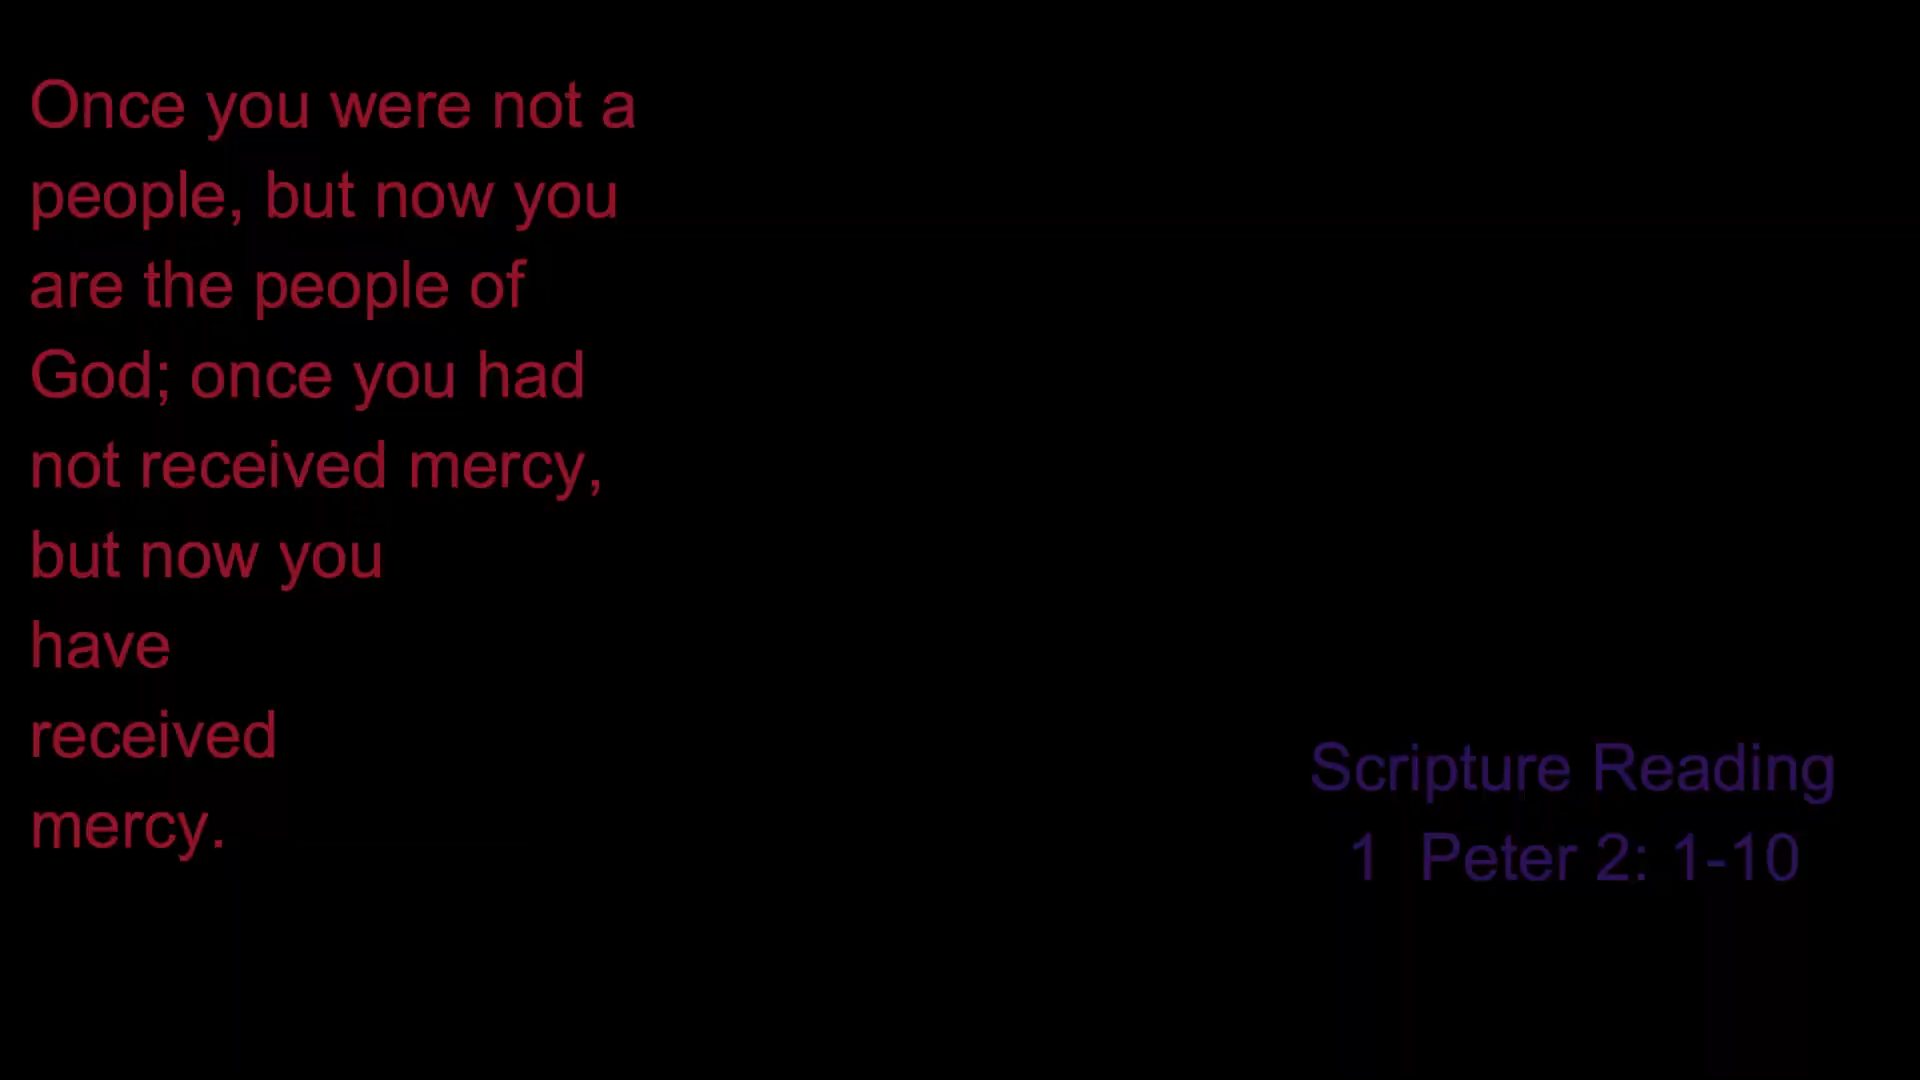 Once you were not a
people, but now you
are the people of
God; once you had
not received mercy,
but now you
have
received
mercy.
Scripture Reading
1  Peter 2: 1-10